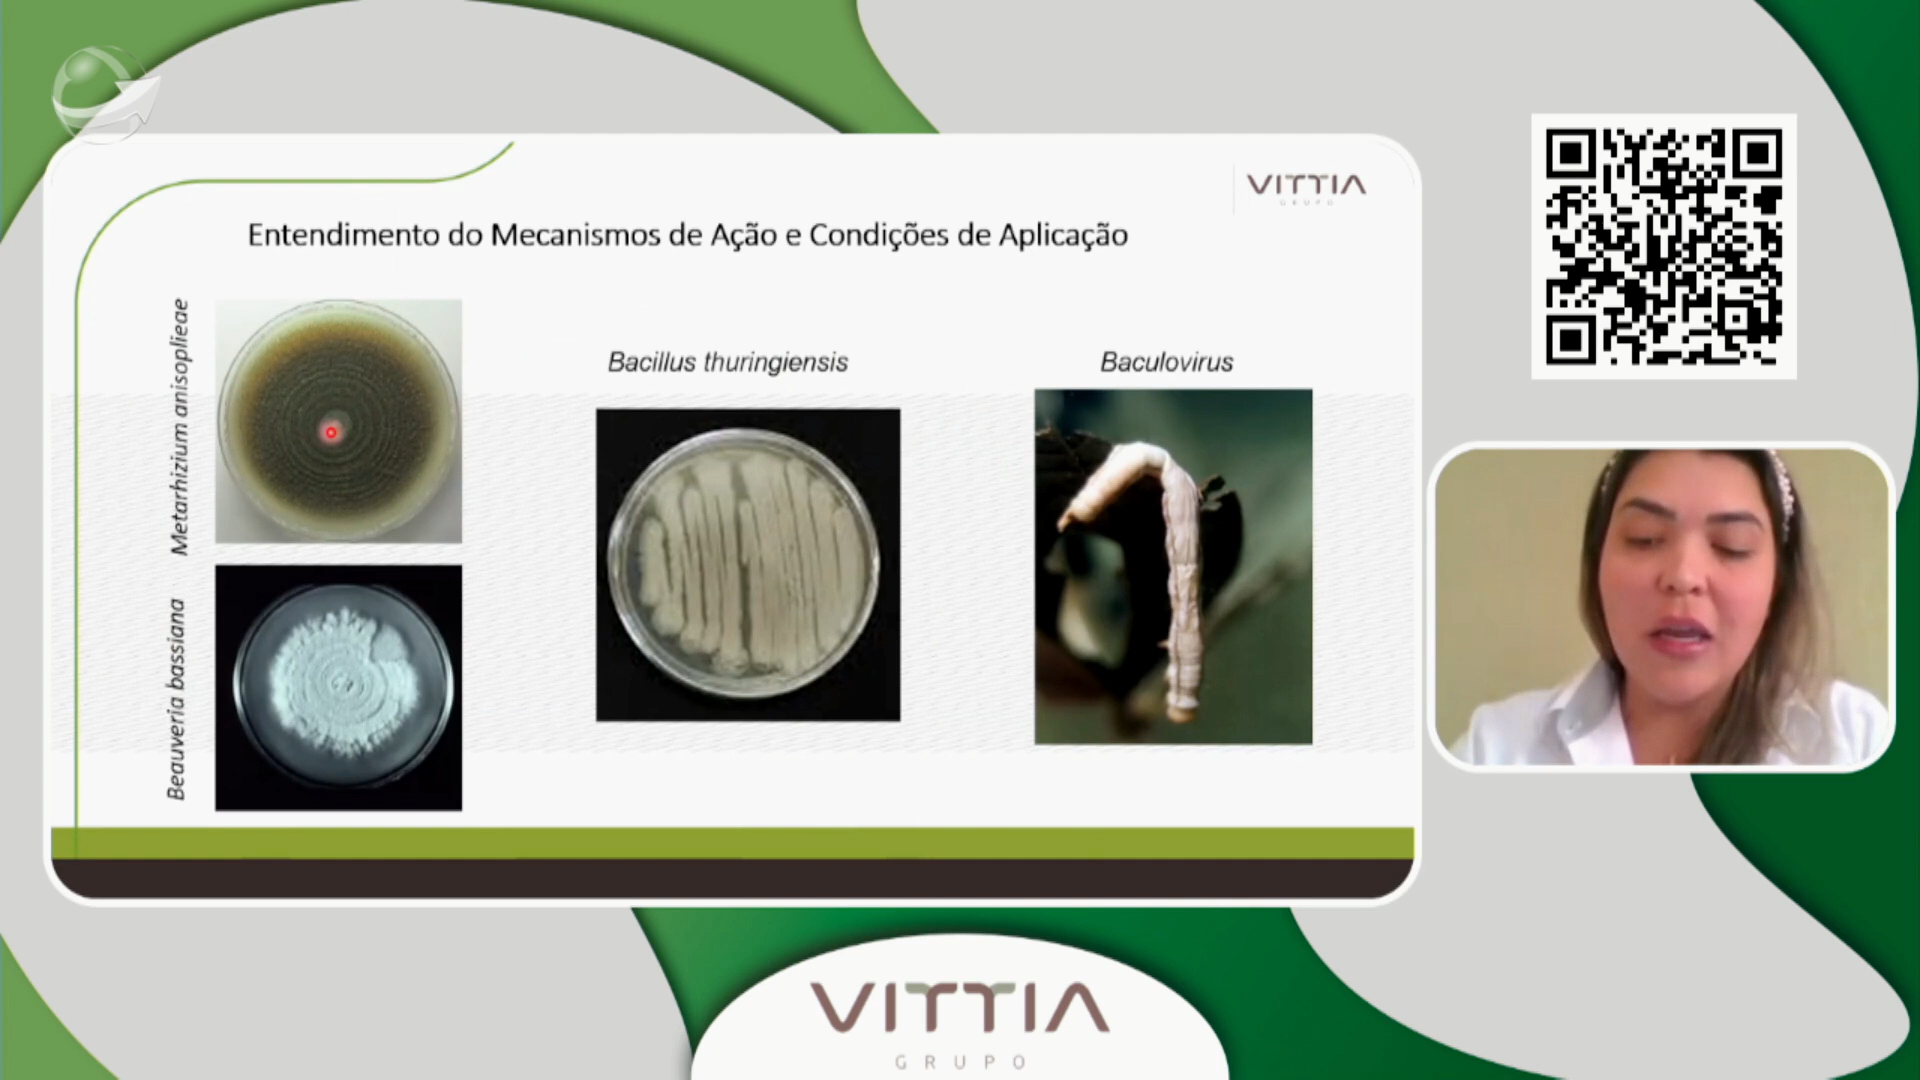 VITTIA
GRUPO
Entendimento do Mecanismos de Ação e Condições de Aplicação
Metarhizium anisoplieae
Bacillus thuringiensis
Baculovirus
Beauveria bassiana
VITTIA
GRUPO